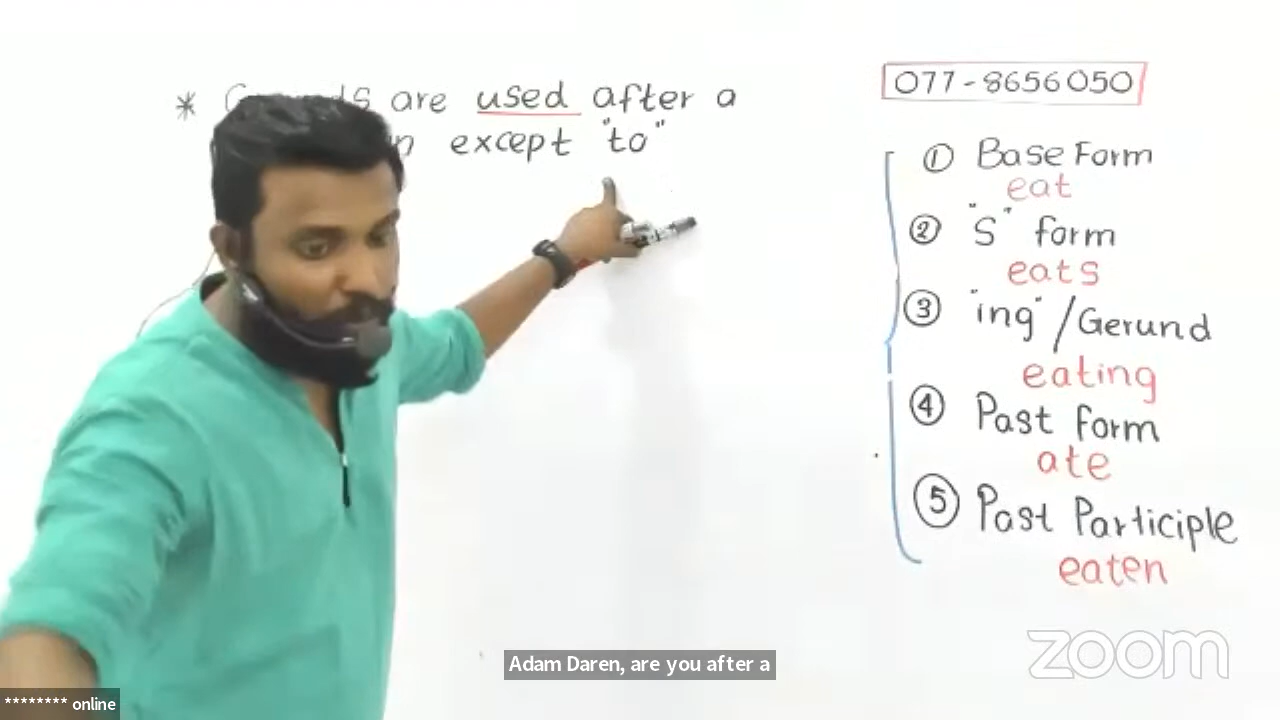 * are used after a
except "to"
077-8656050
① Base Form
eat
② "S" form
eats
③ "ing"/Gerund
eating
④ Past form
ate
⑤ Past Participle
eaten
Adam Daren, are you after a
******** online
zoom